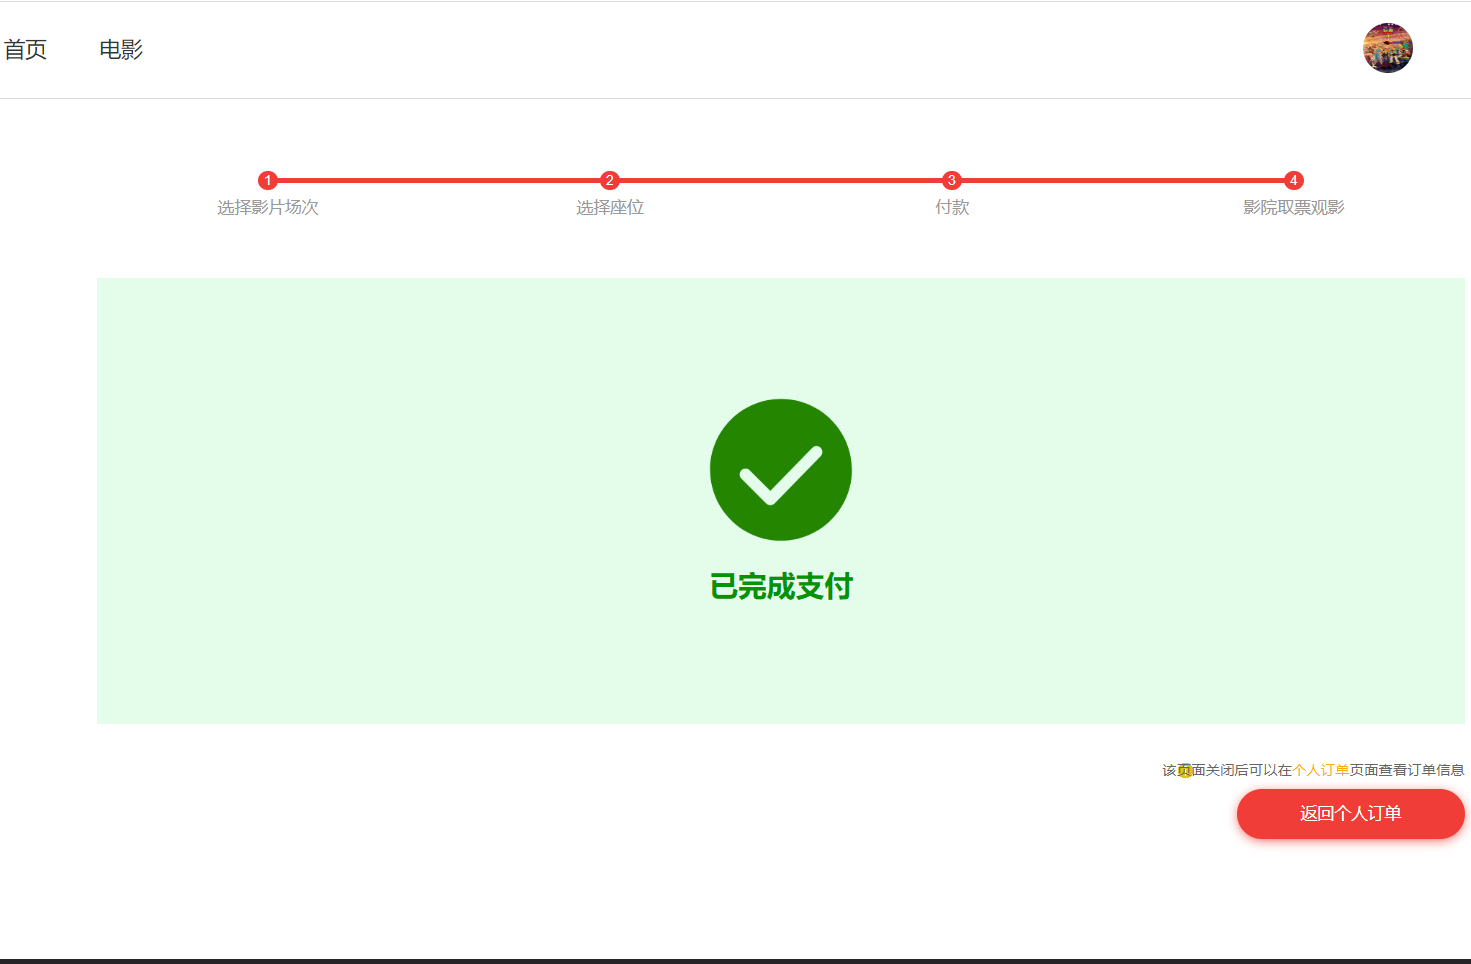 首页 电影
1 2 3 4
选择影片场次 选择座位 付款 影院取票观影
已完成支付
该页面关闭后可以在个人订单页面查看订单信息
返回个人订单